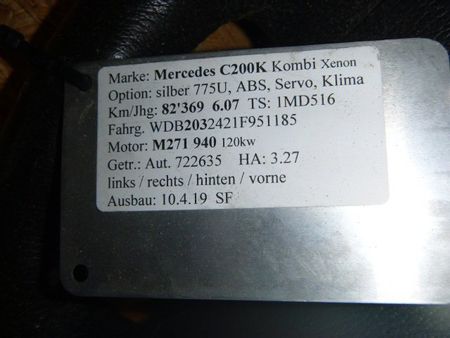 Marke: Mercedes C200K Kombi Xenon
Option: silber 775U, ABS, Servo, Klima
Km/Jhg: 82'369 6.07 TS: 1MD516
Fahrg. WDB2032421F951185
Motor: M271 940 120kw
Getr.: Aut. 722635 HA: 3.27
links / rechts / hinten / vorne
Ausbau: 10.4.19 SF